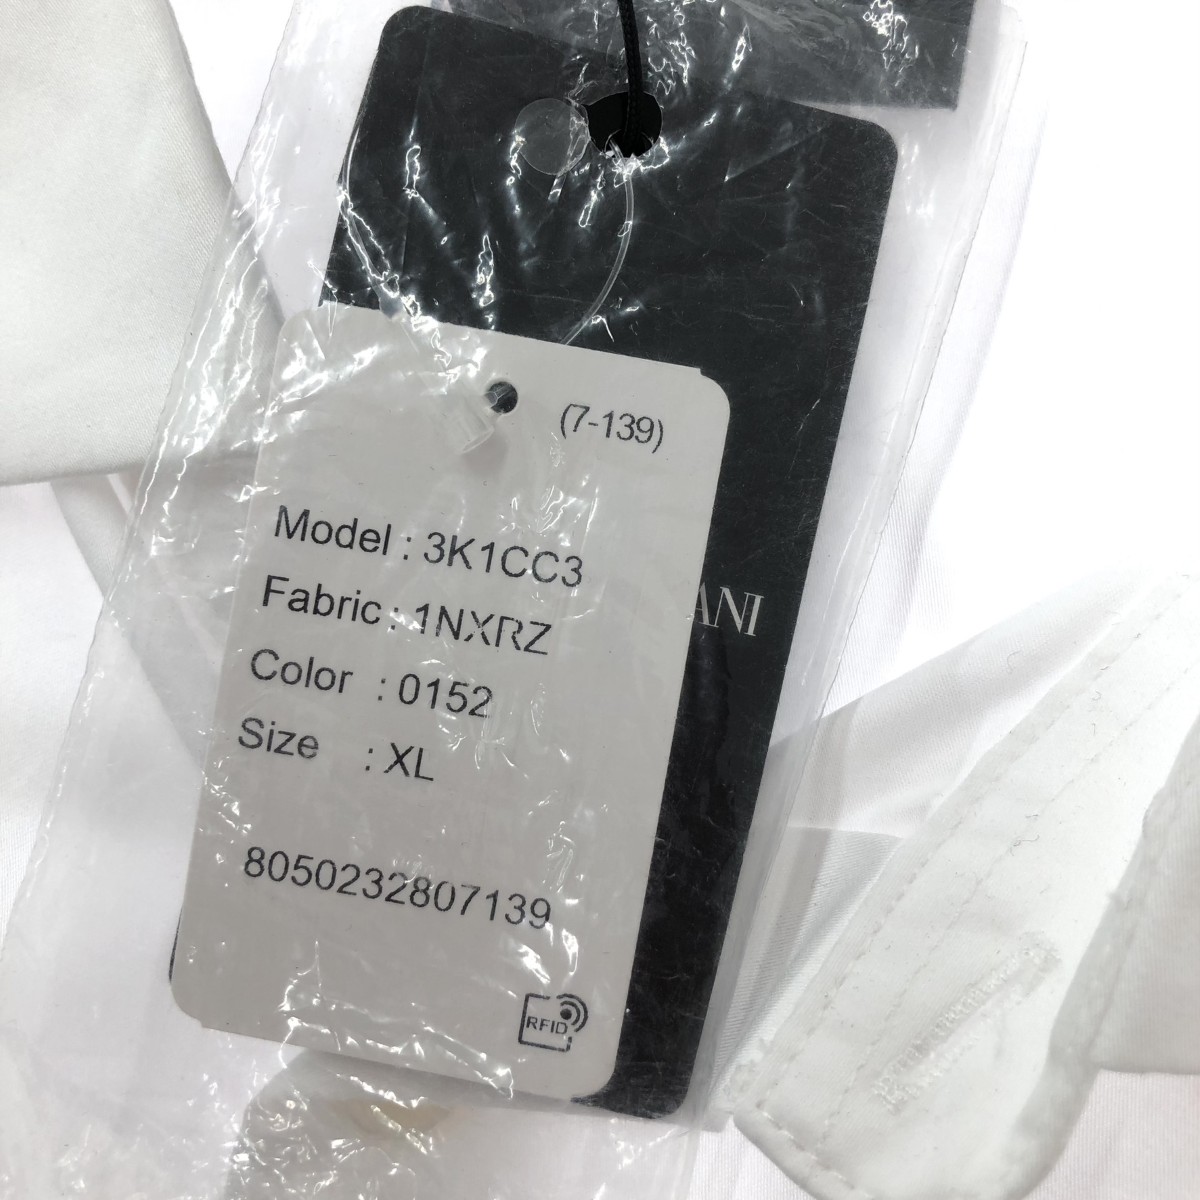 (7-139)
Model : 3K1CC3
Fabric : 1NXRZ
Color : 0152
Size : XL
8050232807139
RFID
ANI